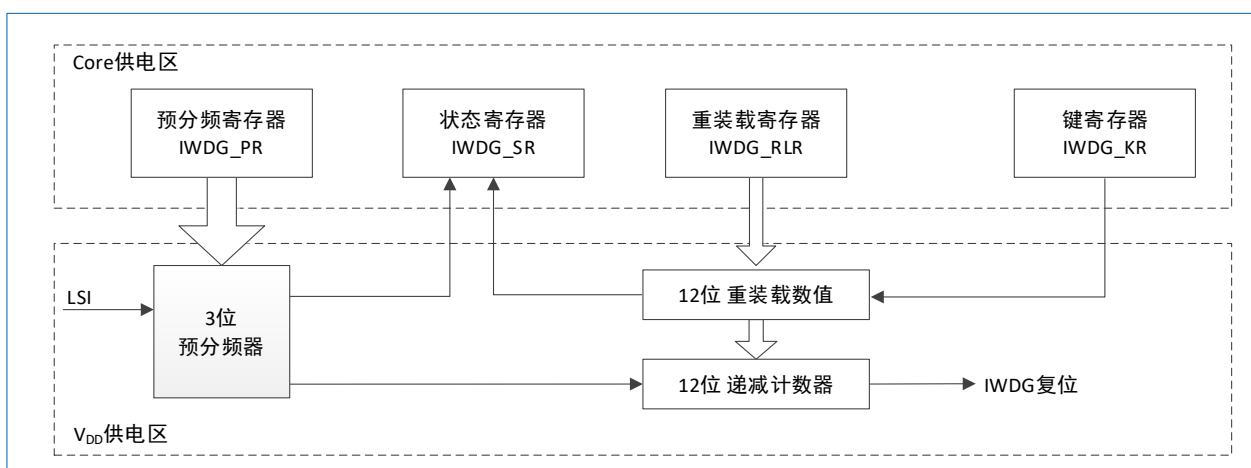 Core供电区
预分频寄存器
IWDG_PR
状态寄存器
IWDG_SR
重装载寄存器
IWDG_RLR
键寄存器
IWDG_KR
LSI
3位
预分频器
12位 重装载数值
12位 递减计数器
IWDG复位
VDD供电区